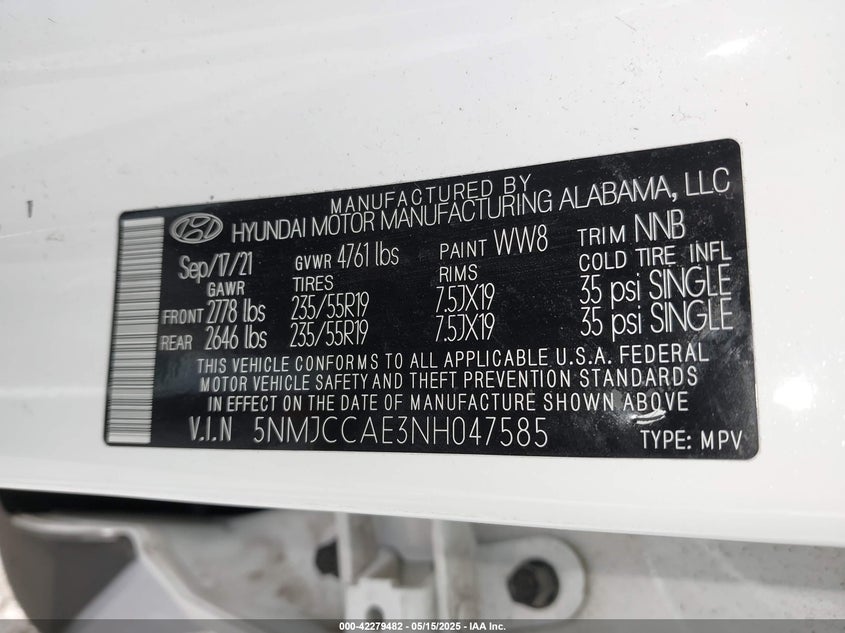 MANUFACTURED BY
HYUNDAI MOTOR MANUFACTURING ALABAMA, LLC
Sep/17/21 GVWR 4761 lbs PAINT WW8 TRIM NNB
GAWR TIRES RIMS COLD TIRE INFL
FRONT 2778 lbs 235/55R19 7.5JX19 35 psi SINGLE
REAR 2646 lbs 235/55R19 7.5JX19 35 psi SINGLE
THIS VEHICLE CONFORMS TO ALL APPLICABLE U.S.A. FEDERAL
MOTOR VEHICLE SAFETY AND THEFT PREVENTION STANDARDS
IN EFFECT ON THE DATE OF MANUFACTURE SHOWN ABOVE
V.I.N 5NMJCCAE3NH047585 TYPE: MPV
000-42279482 - 05/15/2025 - IAA Inc.